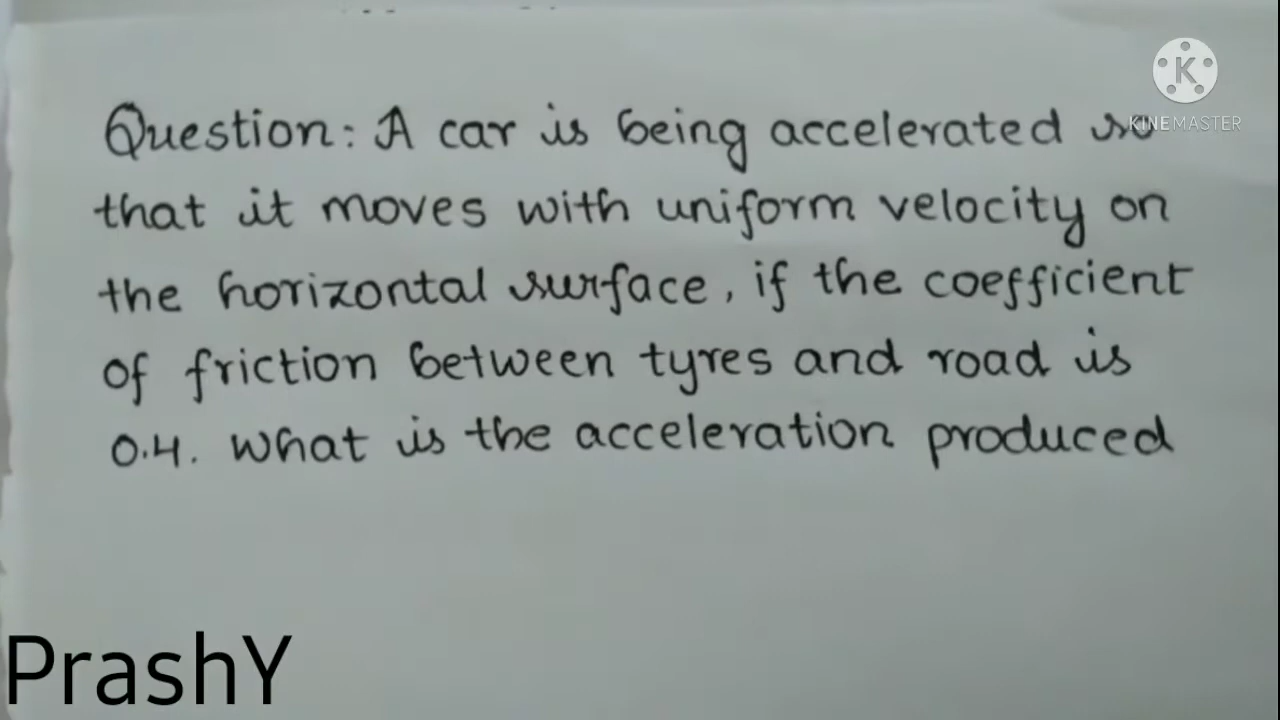 Question: A car is being accelerated so
that it moves with uniform velocity on
the horizontal surface, if the coefficient
of friction between tyres and road is
0.4. What is the acceleration produced
K
KINEMASTER
PrashY